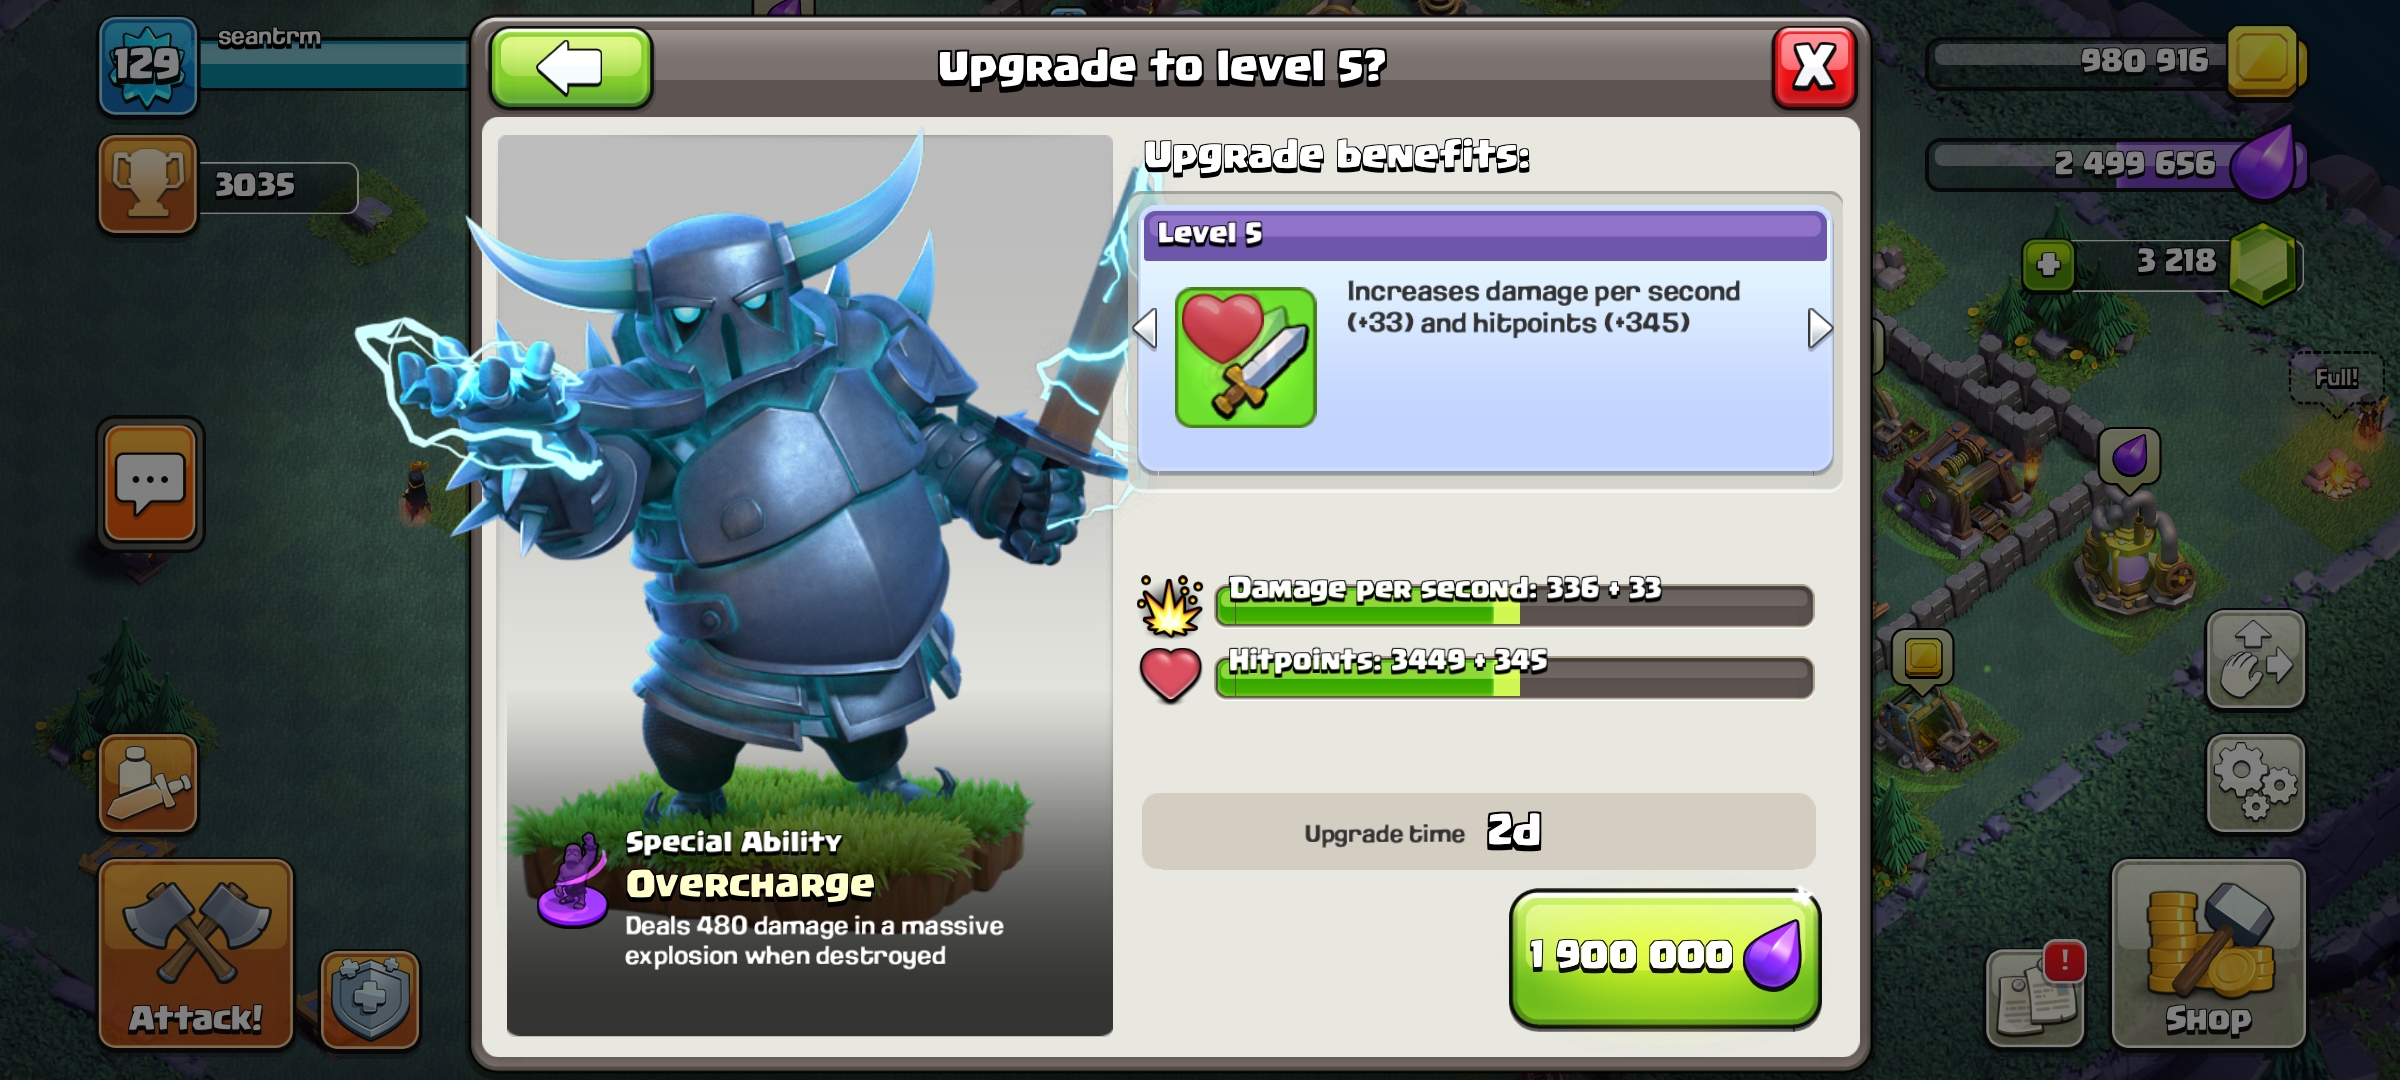 129
seantrm
3035
Upgrade to level 5?
X
980 916
2 499 656
3 218
Full!
Upgrade benefits:
Level 5
Increases damage per second
(+33) and hitpoints (+345)
Damage per second: 336 + 33
Hitpoints: 3449 + 345
Upgrade time 2d
1 900 000
Special Ability
Overcharge
Deals 480 damage in a massive
explosion when destroyed
Attack!
!
Shop